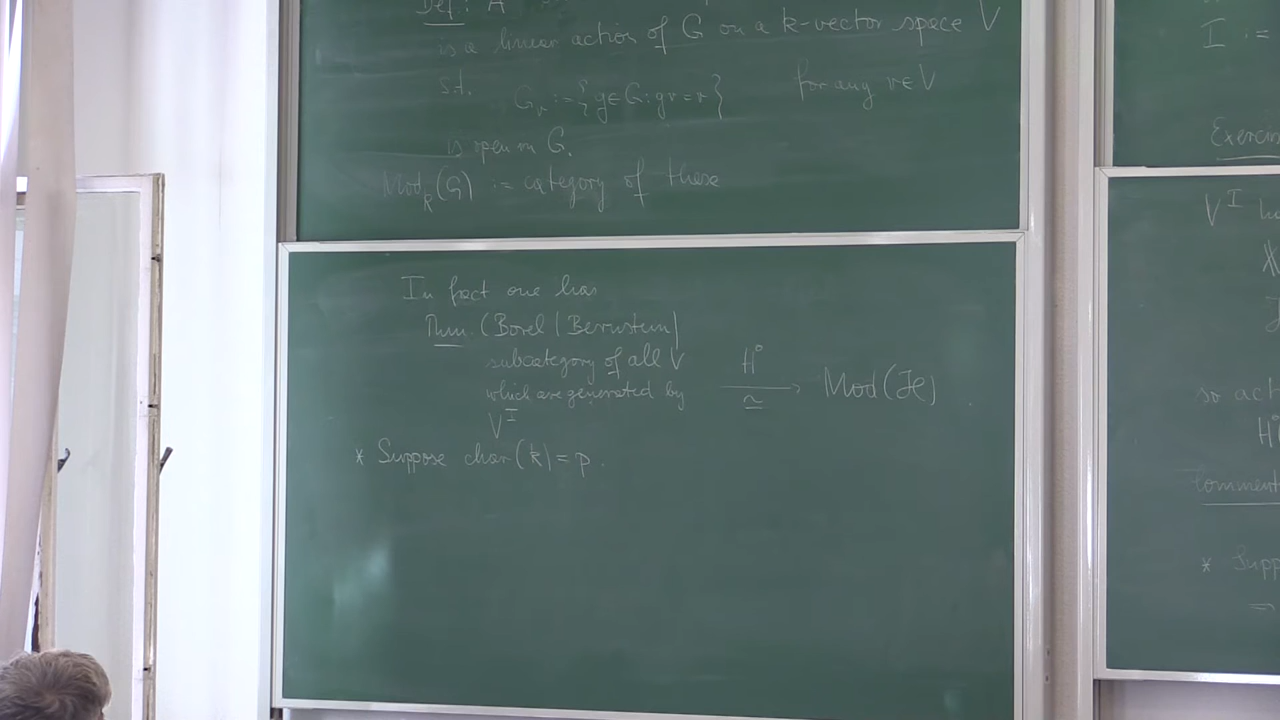 Def.: A
is a linear action of G on a k-vector space V
s.t. G_v := { g ∈ G : gv = v } for any v ∈ V
is open in G.
Mod_k(G) := category of these
In fact one has
Thm. (Borel | Bernstein)
subcategory of all V
which are generated by
V^I
H^0
≃ → Mod(ℋ)
* Suppose char(k) = p.
I :=
Exercis
V^I
so act
H^0
Comment
* Supp
⇒